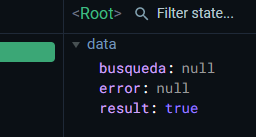 <Root> Filter state...
data
busqueda: null
error: null
result: true